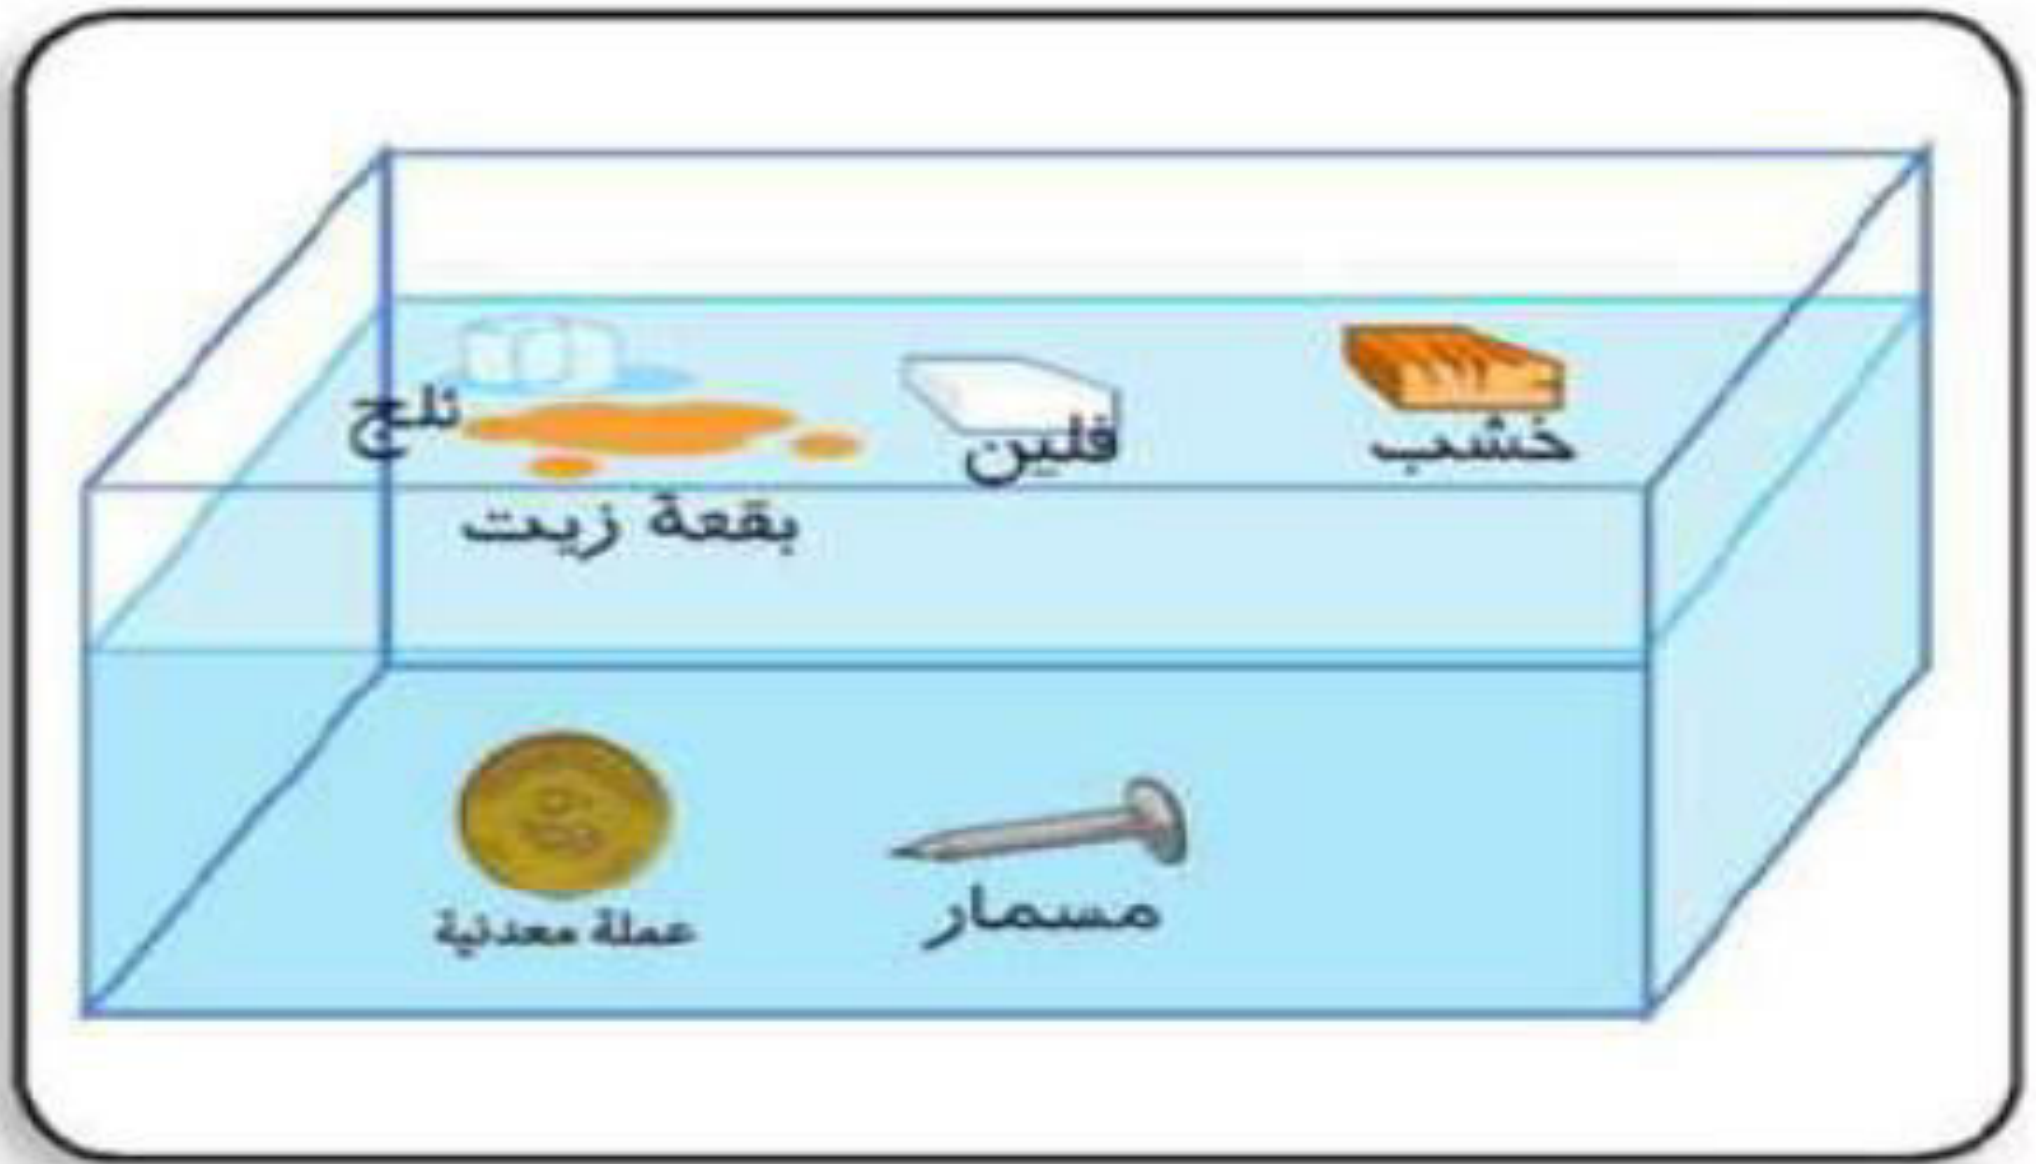 خشب
فلين
ثلج
بقعة زيت
مسمار
عملة معدنية